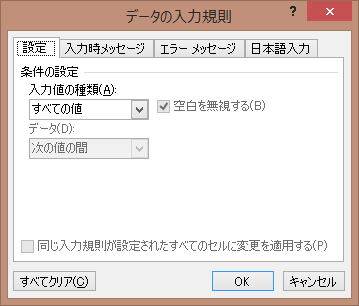 データの入力規則
設定 入力時メッセージ エラー メッセージ 日本語入力
条件の設定
入力値の種類(A):
すべての値 空白を無視する(B)
データ(D):
次の値の間
同じ入力規則が設定されたすべてのセルに変更を適用する(P)
すべてクリア(C) OK キャンセル